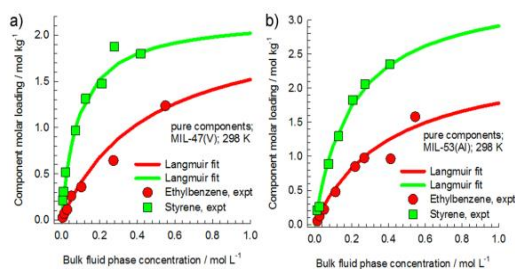 a)
Component molar loading / mol kg⁻¹
2.5
2.0
1.5
1.0
0.5
0.0
pure components;
MIL-47(V); 298 K
Langmuir fit
Langmuir fit
Ethylbenzene, expt
Styrene, expt
0.0 0.2 0.4 0.6 0.8 1.0
Bulk fluid phase concentration / mol L⁻¹
b)
Component molar loading / mol kg⁻¹
3.0
2.5
2.0
1.5
1.0
0.5
0.0
pure components;
MIL-53(Al); 298 K
Langmuir fit
Langmuir fit
Ethylbenzene, expt
Styrene, expt
0.0 0.2 0.4 0.6 0.8 1.0
Bulk fluid phase concentration / mol L⁻¹